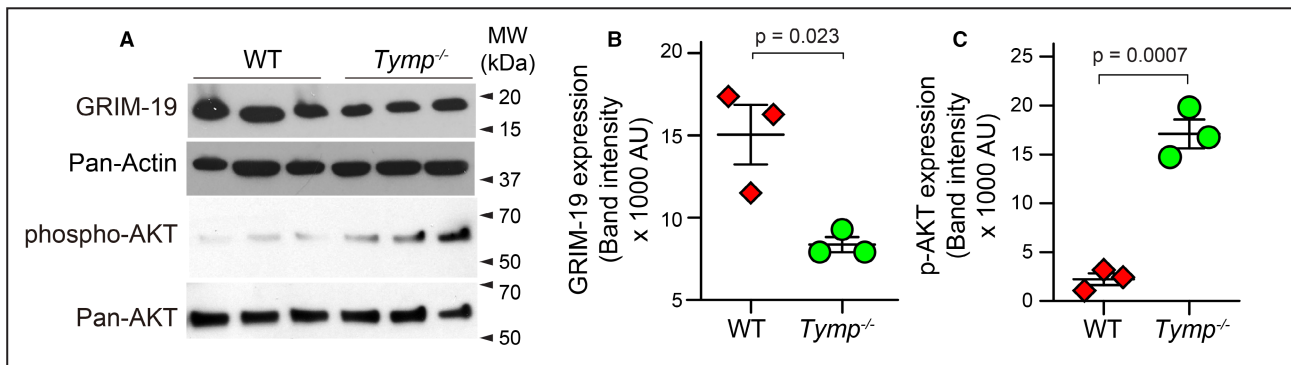 A
WT
Tymp-/-
MW
(kDa)
GRIM-19
◄ 20
◄ 15
Pan-Actin
◄ 37
phospho-AKT
◄ 70
◄ 50
Pan-AKT
◄ 70
◄ 50
B
GRIM-19 expression
(Band intensity
x 1000 AU)
p = 0.023
20
15
10
5
WT
Tymp-/-
C
p-AKT expression
(Band intensity
x 1000 AU)
p = 0.0007
25
20
15
10
5
0
WT
Tymp-/-